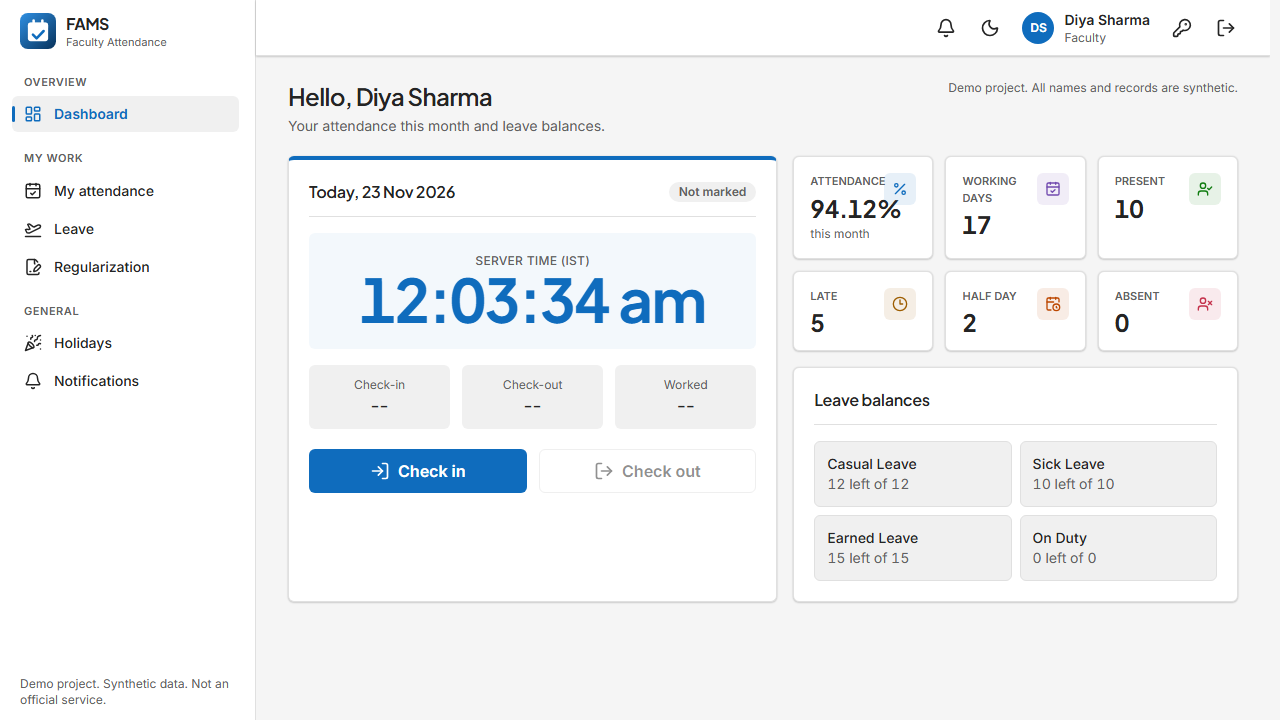 FAMS
Faculty Attendance
OVERVIEW
Dashboard
MY WORK
My attendance
Leave
Regularization
GENERAL
Holidays
Notifications
Demo project. Synthetic data. Not an
official service.
DS
Diya Sharma
Faculty
Hello, Diya Sharma
Your attendance this month and leave balances.
Demo project. All names and records are synthetic.
Today, 23 Nov 2026
Not marked
SERVER TIME (IST)
12:03:34 am
Check-in
--
Check-out
--
Worked
--
Check in
Check out
ATTENDANCE
94.12%
this month
WORKING
DAYS
17
PRESENT
10
LATE
5
HALF DAY
2
ABSENT
0
Leave balances
Casual Leave
12 left of 12
Sick Leave
10 left of 10
Earned Leave
15 left of 15
On Duty
0 left of 0